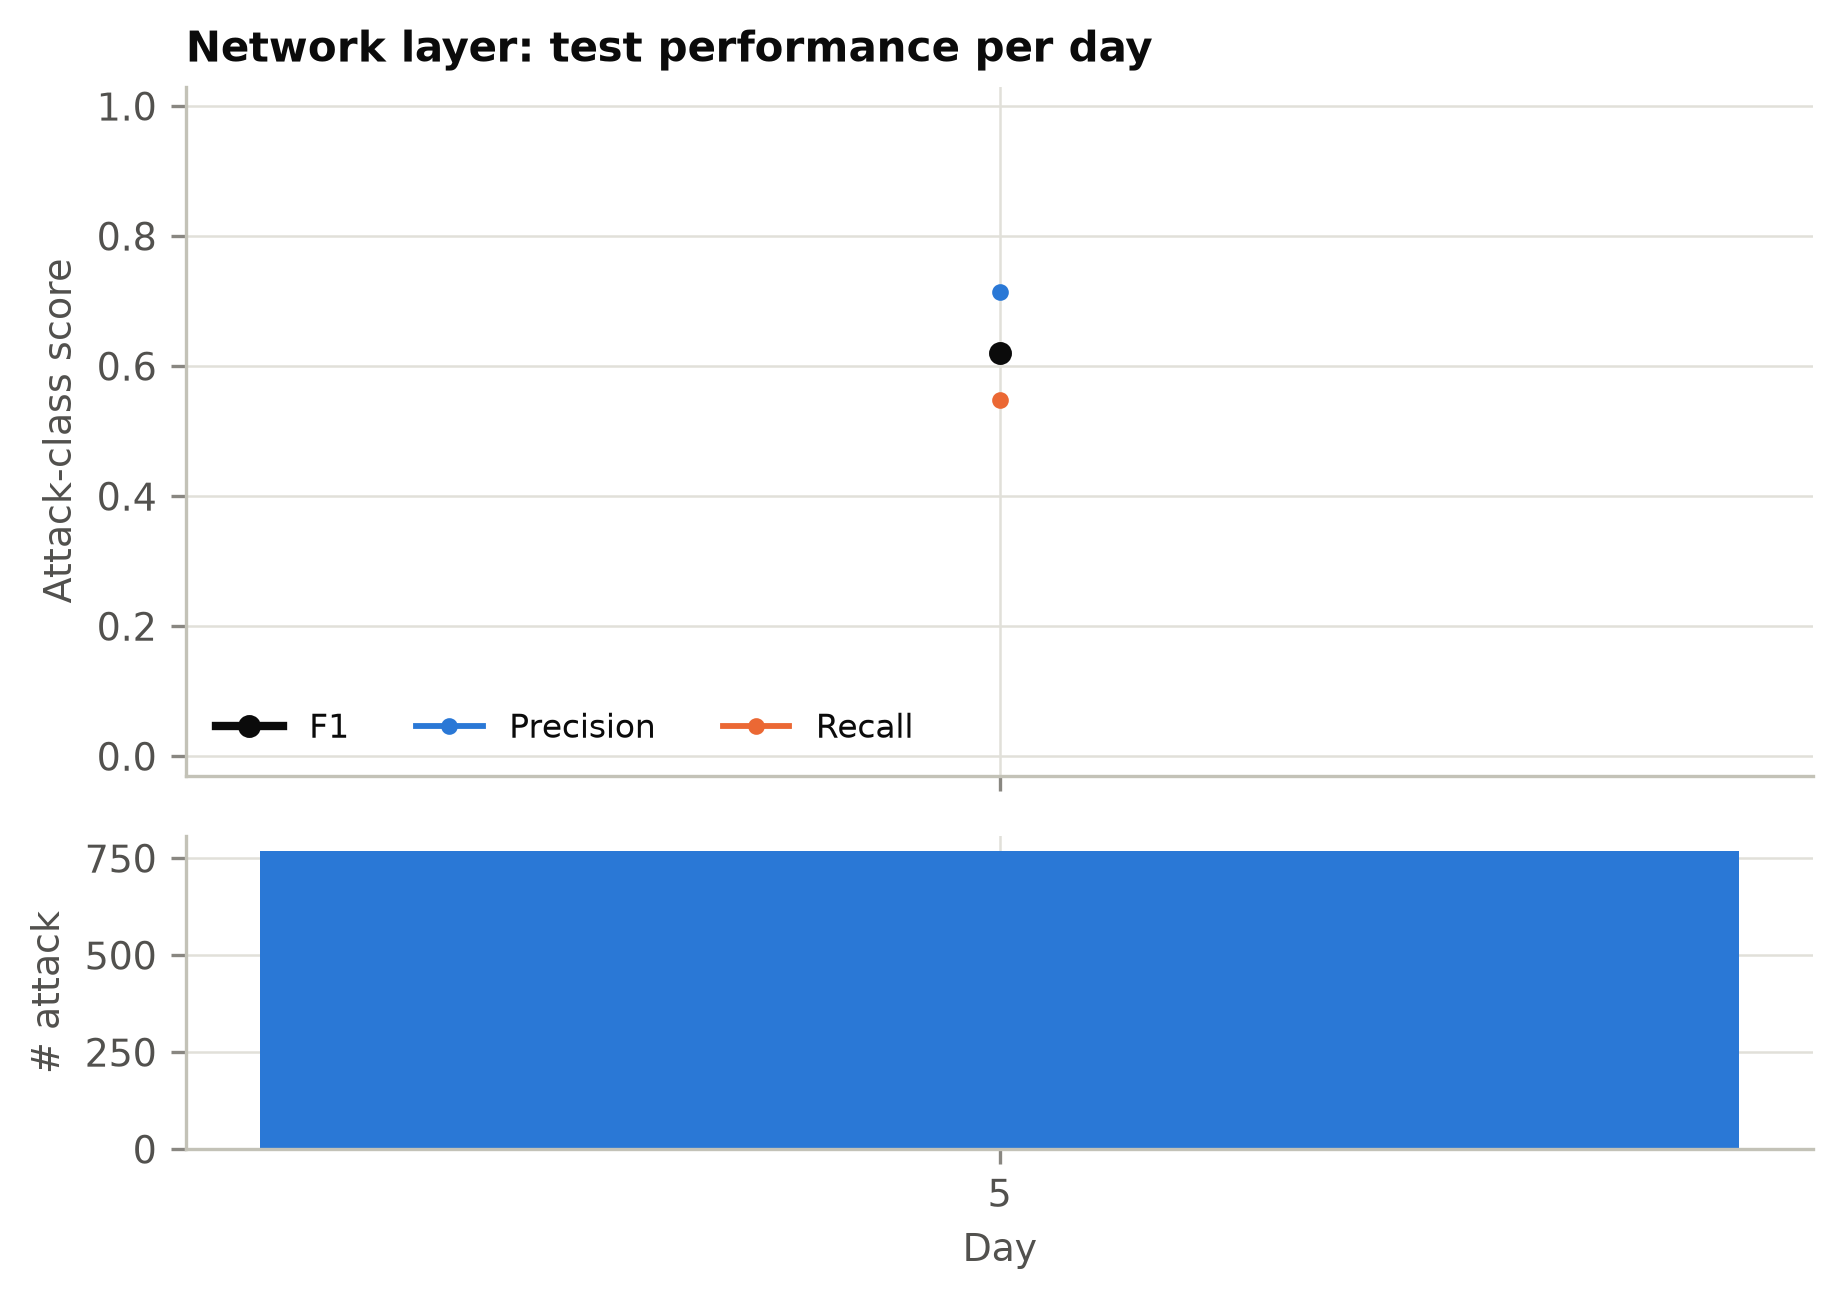 Network layer: test performance per day
1.0
0.8
0.6
0.4
0.2
0.0
Attack-class score
F1 Precision Recall
750
500
250
0
# attack
5
Day